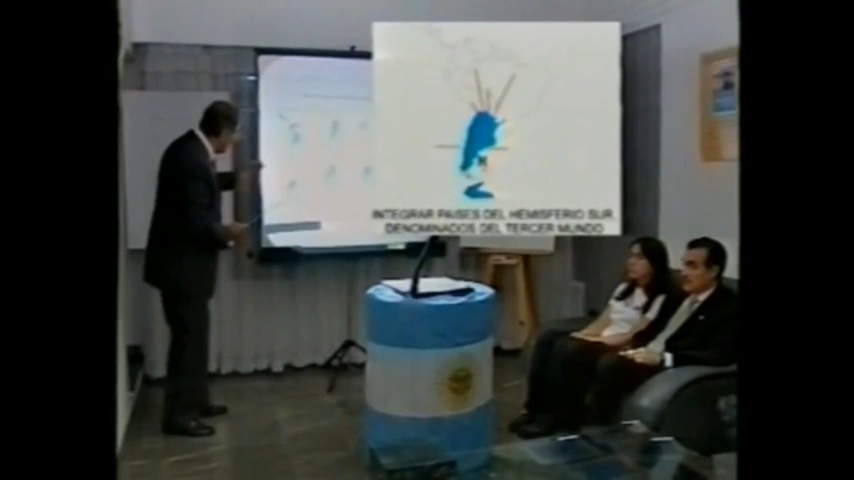 INTEGRAR PAISES DEL HEMISFERIO SUR,
DENOMINADOS DEL TERCER MUNDO